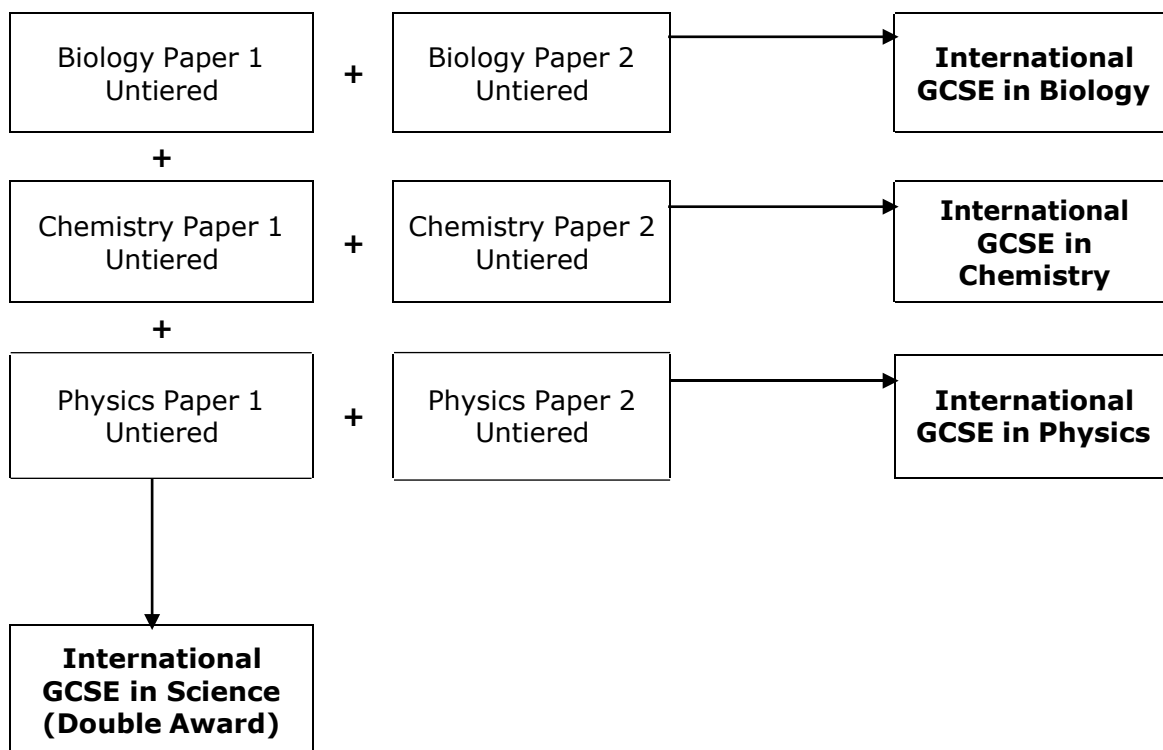 Biology Paper 1
Untiered
+
Biology Paper 2
Untiered
International
GCSE in Biology
+
Chemistry Paper 1
Untiered
+
Chemistry Paper 2
Untiered
International
GCSE in
Chemistry
+
Physics Paper 1
Untiered
+
Physics Paper 2
Untiered
International
GCSE in Physics
International
GCSE in Science
(Double Award)